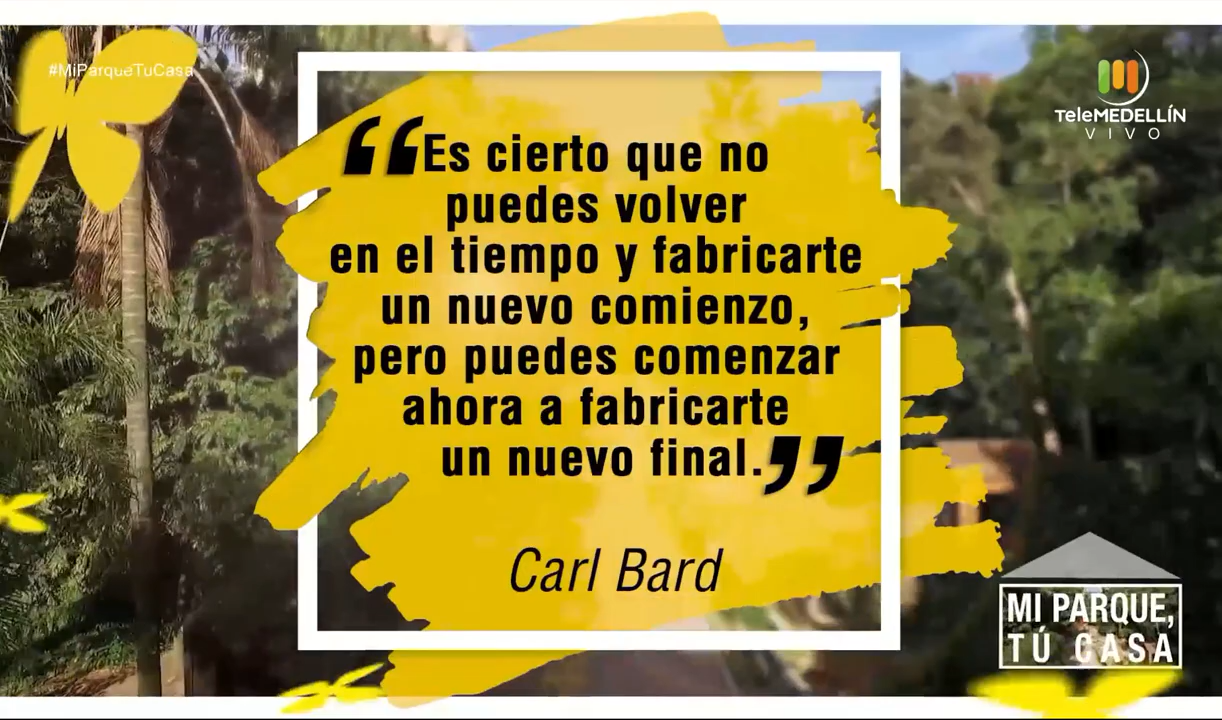 #MiParqueTuCasa
TeleMEDELLÍN
VIVO
“Es cierto que no
puedes volver
en el tiempo y fabricarte
un nuevo comienzo,
pero puedes comenzar
ahora a fabricarte
un nuevo final.”
Carl Bard
MI PARQUE,
TÚ CASA